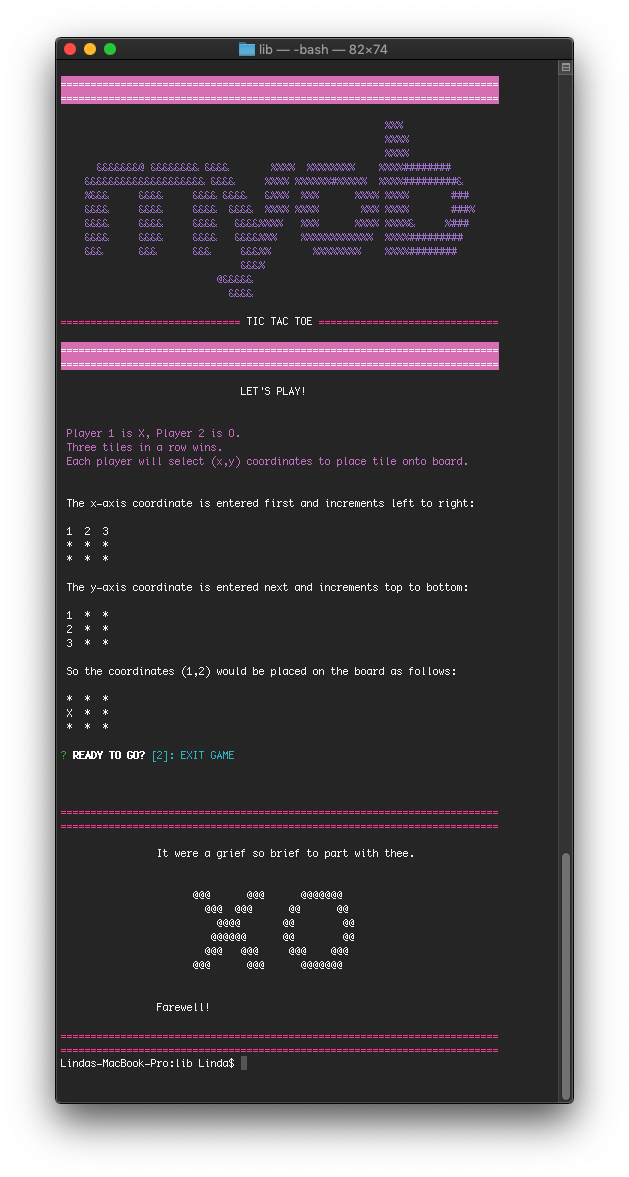 lib — -bash — 82×74
myob
============================== TIC TAC TOE ==============================
LET'S PLAY!
Player 1 is X, Player 2 is O.
Three tiles in a row wins.
Each player will select (x,y) coordinates to place tile onto board.
The x-axis coordinate is entered first and increments left to right:
1 2 3
* * *
* * *
The y-axis coordinate is entered next and increments top to bottom:
1 * *
2 * *
3 * *
So the coordinates (1,2) would be placed on the board as follows:
* * *
X * *
* * *
? READY TO GO? [2]: EXIT GAME
It were a grief so brief to part with thee.
XO
Farewell!
Lindas-MacBook-Pro:lib Linda$